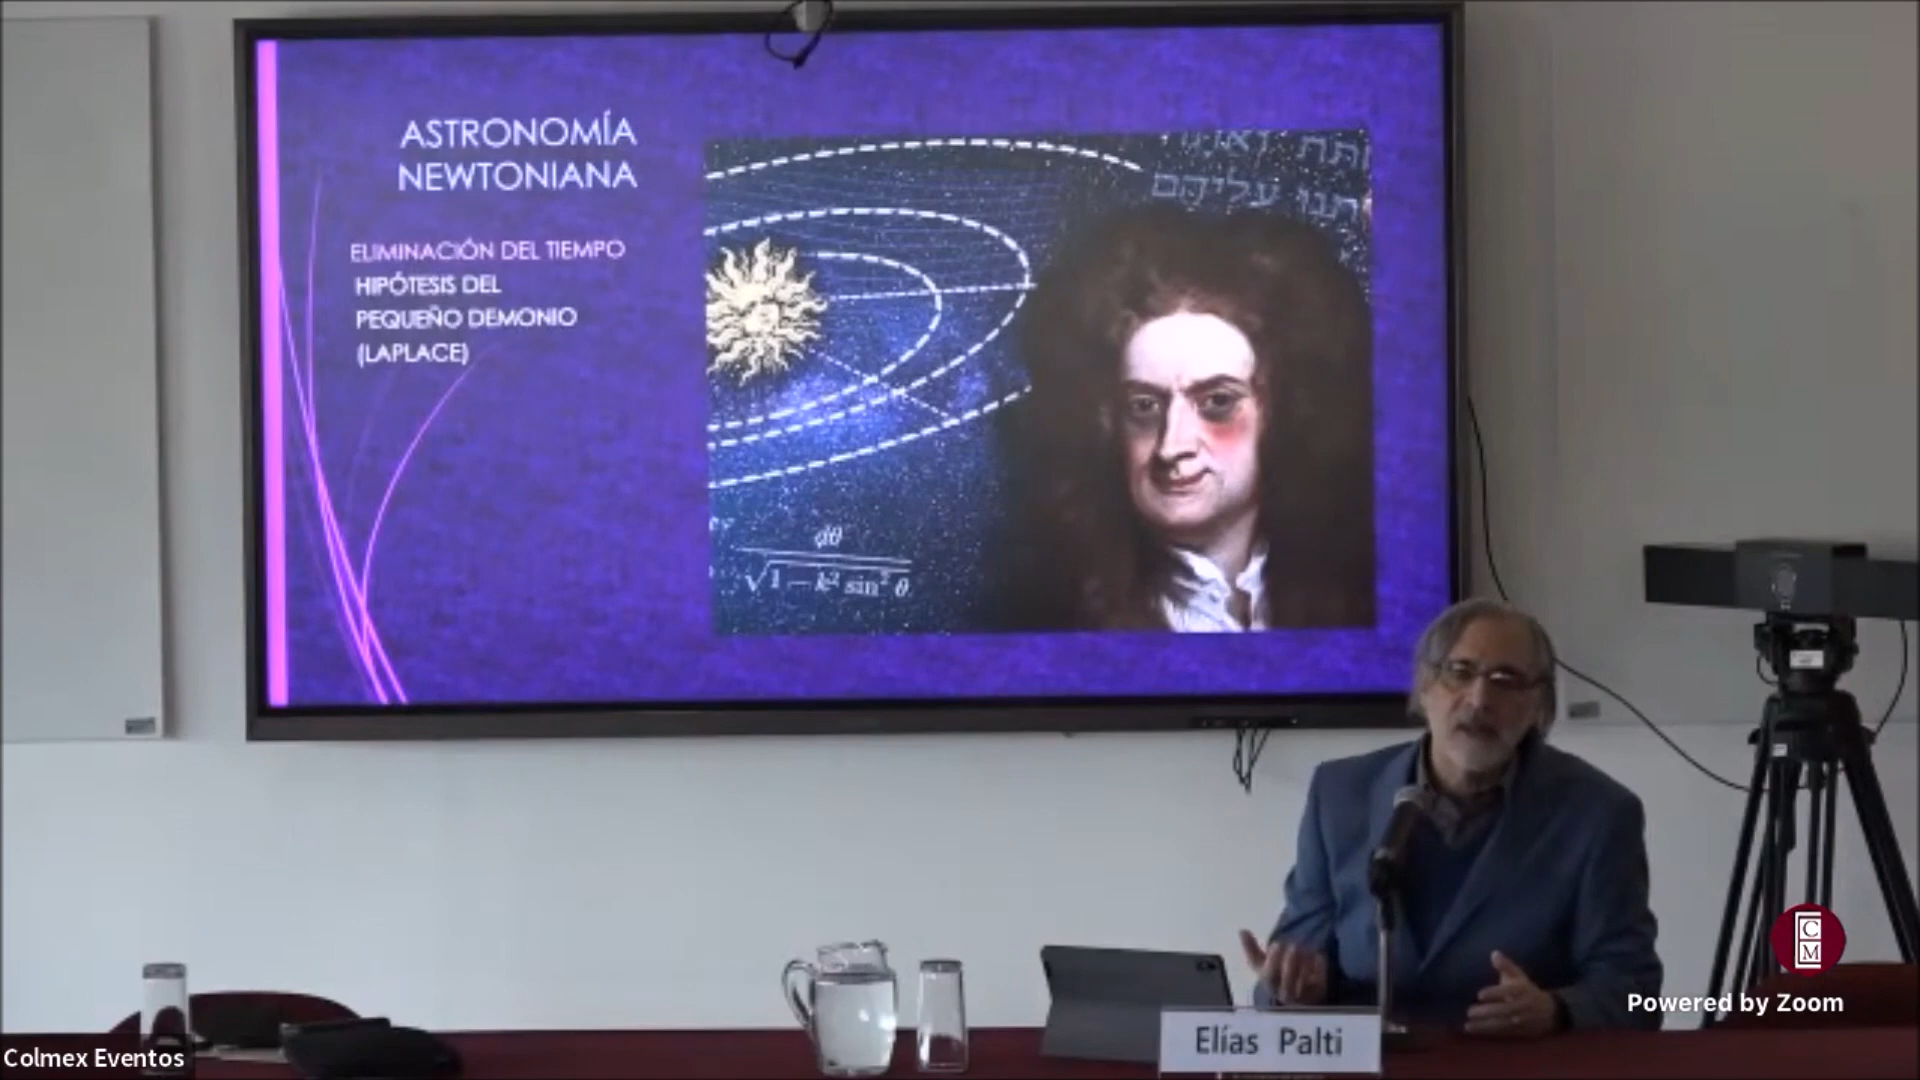 ASTRONOMÍA
NEWTONIANA
ELIMINACIÓN DEL TIEMPO
HIPÓTESIS DEL
PEQUEÑO DEMONIO
(LAPLACE)
עליהם
dθ
√1 − k² sin² θ
Elías Palti
C
M
Powered by Zoom
Colmex Eventos